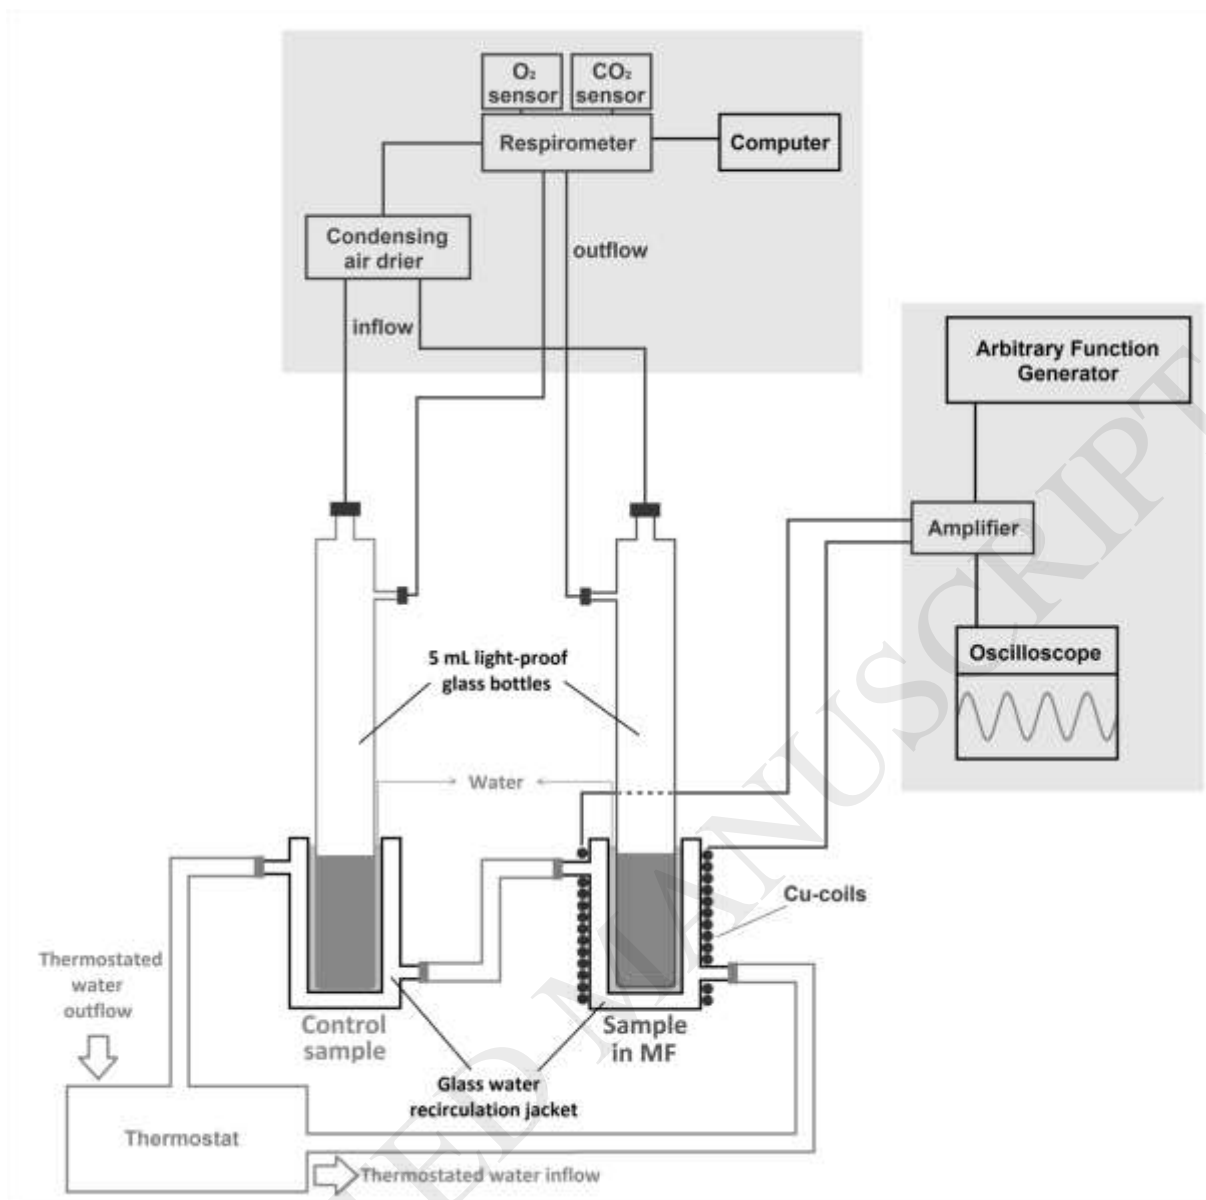 O₂
sensor
CO₂
sensor
Respirometer
Computer
Condensing
air drier
outflow
inflow
Arbitrary Function
Generator
Amplifier
Oscilloscope
5 mL light-proof
glass bottles
Water
Cu-coils
Thermostated
water
outflow
Control
sample
Sample
in MF
Glass water
recirculation jacket
Thermostat
Thermostated water inflow
TED MANUSCRIPT